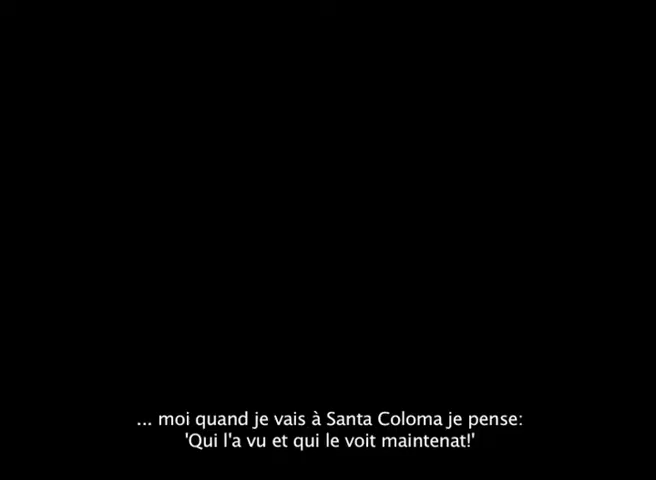 ... moi quand je vais à Santa Coloma je pense:
'Qui l'a vu et qui le voit maintenat!'